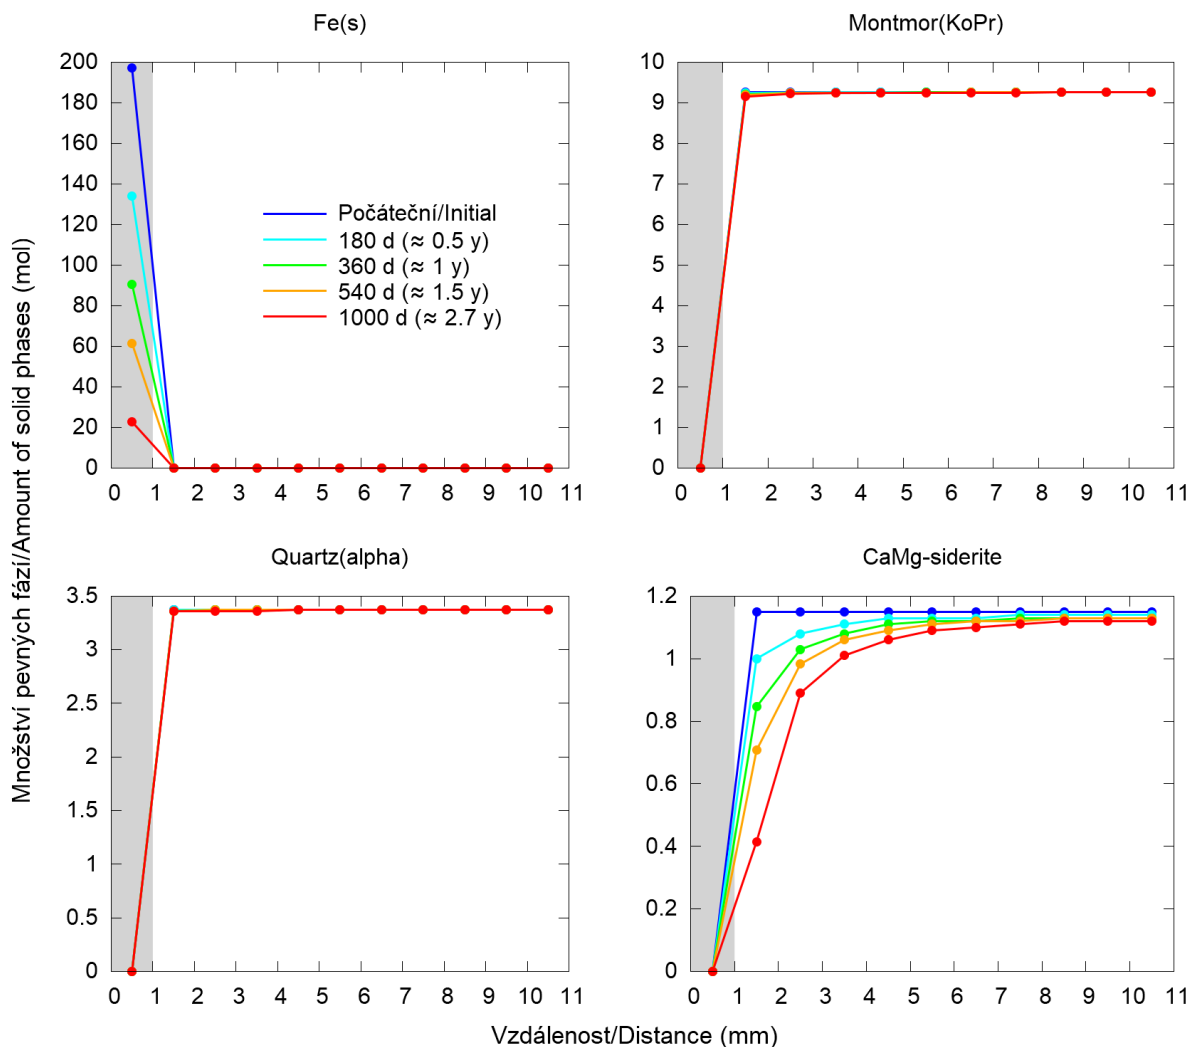 Fe(s)
Montmor(KoPr)
200
180
160
140
120
100
80
60
40
20
0
0 1 2 3 4 5 6 7 8 9 10 11
Počáteční/Initial
180 d (≈ 0.5 y)
360 d (≈ 1 y)
540 d (≈ 1.5 y)
1000 d (≈ 2.7 y)
10
9
8
7
6
5
4
3
2
1
0
0 1 2 3 4 5 6 7 8 9 10 11
Množství pevných fází/Amount of solid phases (mol)
Quartz(alpha)
CaMg-siderite
3.5
3
2.5
2
1.5
1
0.5
0
0 1 2 3 4 5 6 7 8 9 10 11
1.2
1
0.8
0.6
0.4
0.2
0
0 1 2 3 4 5 6 7 8 9 10 11
Vzdálenost/Distance (mm)